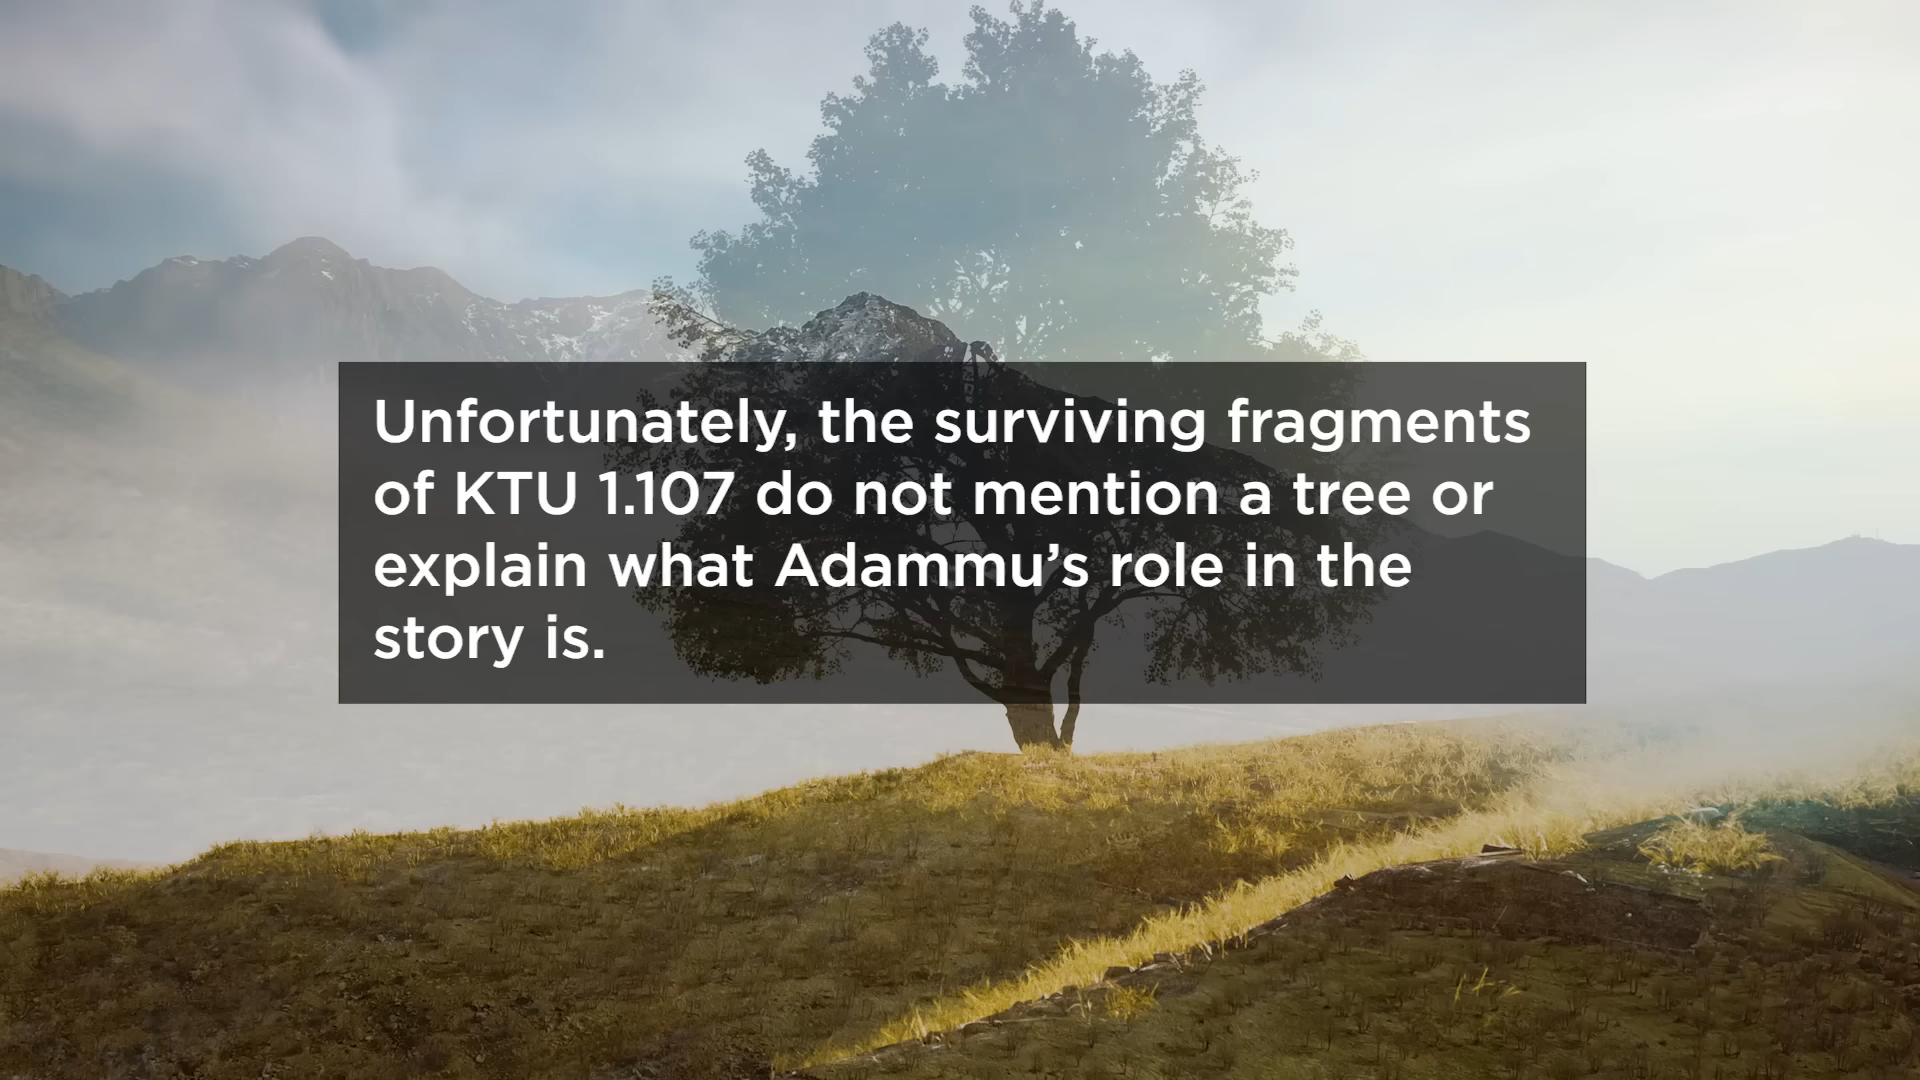 Unfortunately, the surviving fragments
of KTU 1.107 do not mention a tree or
explain what Adammu’s role in the
story is.